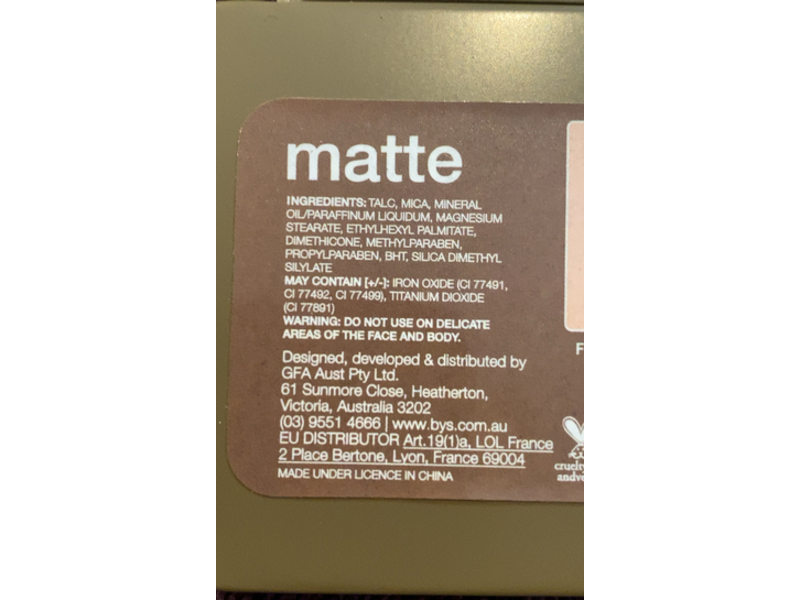 matte
INGREDIENTS: TALC, MICA, MINERAL
OIL/PARAFFINUM LIQUIDUM, MAGNESIUM
STEARATE, ETHYLHEXYL PALMITATE,
DIMETHICONE, METHYLPARABEN,
PROPYLPARABEN, BHT, SILICA DIMETHYL
SILYLATE
MAY CONTAIN [+/-]: IRON OXIDE (CI 77491,
CI 77492, CI 77499), TITANIUM DIOXIDE
(CI 77891)
WARNING: DO NOT USE ON DELICATE
AREAS OF THE FACE AND BODY.
Designed, developed & distributed by
GFA Aust Pty Ltd.
61 Sunmore Close, Heatherton,
Victoria, Australia 3202
(03) 9551 4666 | www.bys.com.au
EU DISTRIBUTOR Art.19(1)a, LOL France
2 Place Bertone, Lyon, France 69004
MADE UNDER LICENCE IN CHINA
F